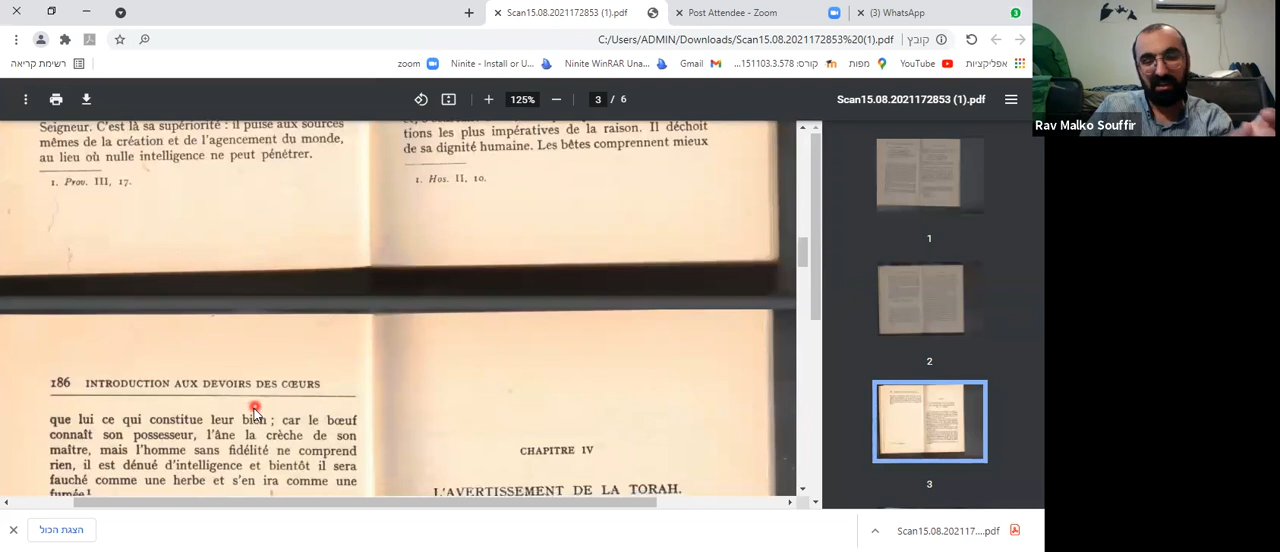 Scan15.08.2021172853 (1).pdf
Post Attendee - Zoom
(3) WhatsApp
3
C:/Users/ADMIN/Downloads/Scan15.08.2021172853%20(1).pdf
קובץ
רשימת קריאה
zoom
Ninite - Install or U...
Ninite WinRAR Una...
Gmail
קורס: 151103.3.578...
מפות
YouTube
אפליקציות
125%
3 / 6
Scan15.08.2021172853 (1).pdf
Rav Malko Souffir
Seigneur. C'est là sa supériorité : il puise aux sources
mêmes de la création et de l'agencement du monde,
au lieu où nulle intelligence ne peut pénétrer.
1. Prov. III, 17.
tions les plus impératives de la raison. Il déchoit
de sa dignité humaine. Les bêtes comprennent mieux
1. Hos. II, 10.
186 INTRODUCTION AUX DEVOIRS DES CŒURS
que lui ce qui constitue leur bien ; car le bœuf
connaît son possesseur, l'âne la crèche de son
maître, mais l'homme sans fidélité ne comprend
rien, il est dénué d'intelligence et bientôt il sera
fauché comme une herbe et s'en ira comme une
fumée
CHAPITRE IV
L'AVERTISSEMENT DE LA TORAH.
1
2
3
הצגת הכול
Scan15.08.202117....pdf